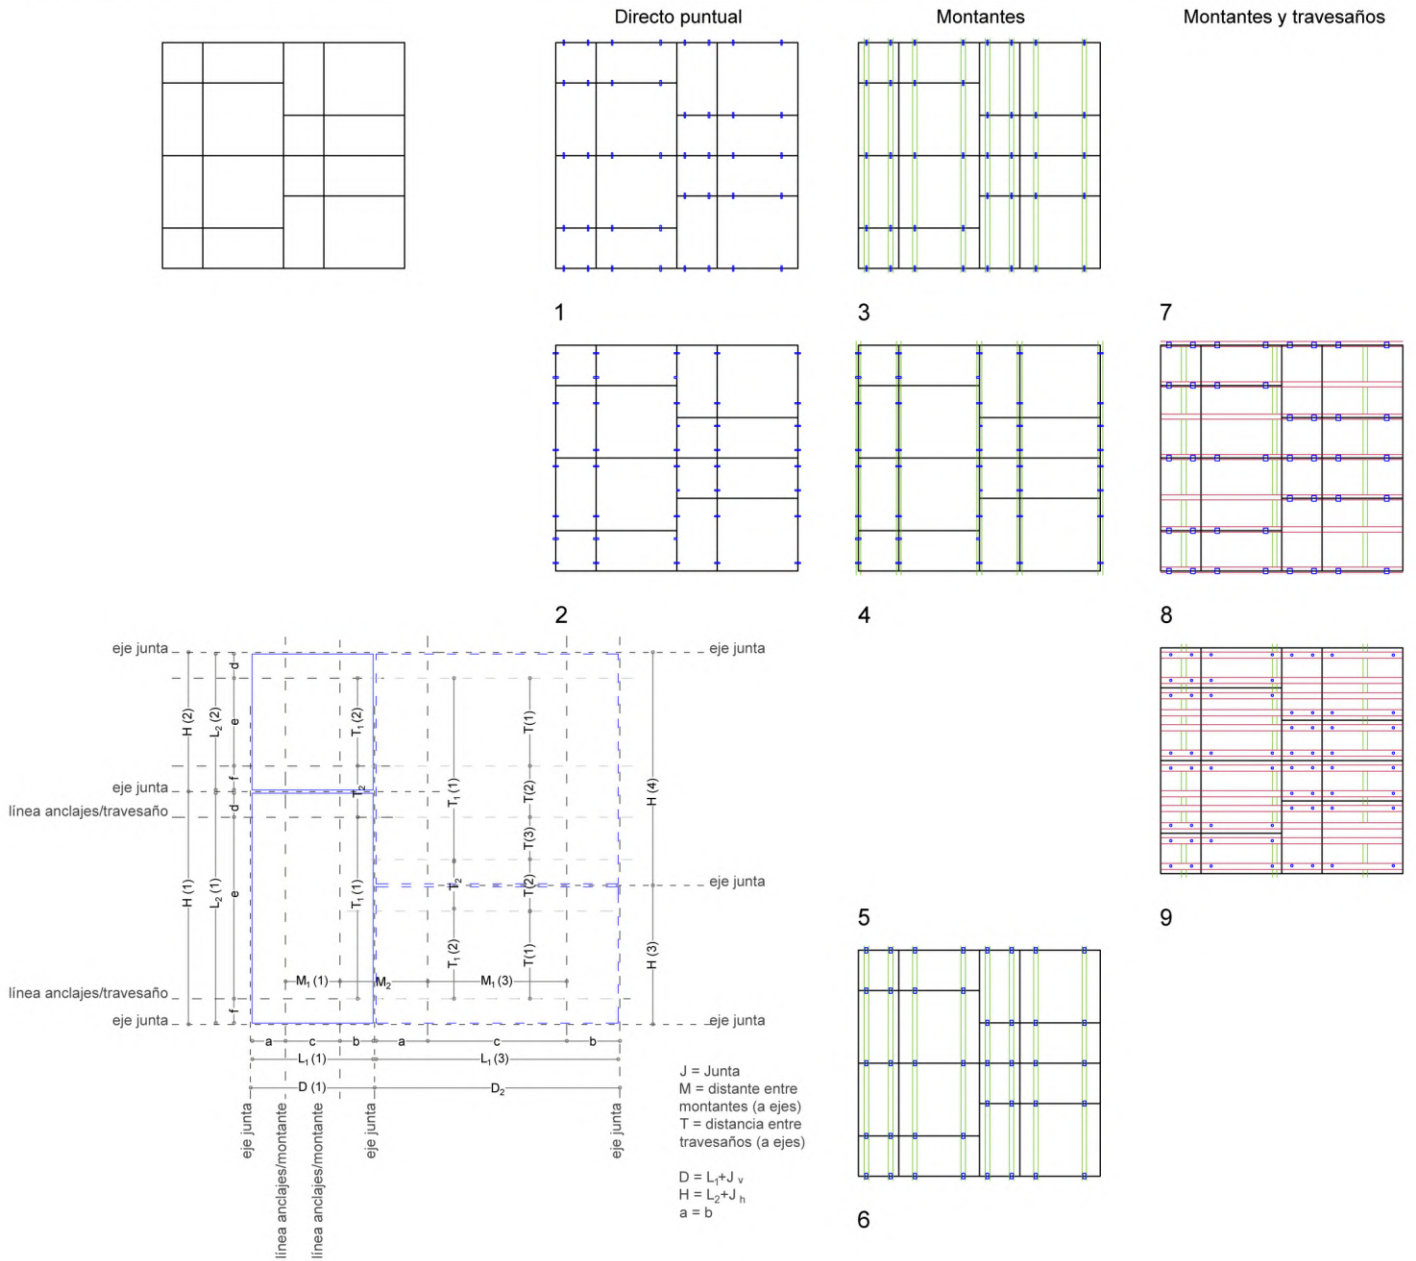 Directo puntual
Montantes
Montantes y travesaños
1
3
7
2
4
8
5
9
6
eje junta
eje junta
línea anclajes/travesaño
línea anclajes/travesaño
eje junta
eje junta
eje junta
eje junta
H (2)
L₂ (2)
d
e
f
H (1)
L₂ (1)
d
e
f
T₁ (2)
T₂
T₁ (1)
T₁ (1)
T₂
T₁ (2)
T(1)
T(2)
T(3)
T(2)
T(1)
H (4)
H (3)
M₁ (1)
M₂
M₁ (3)
a
c
b
a
c
b
L₁ (1)
L₁ (3)
D (1)
D₂
eje junta
línea anclajes/montante
línea anclajes/montante
eje junta
eje junta
J = Junta
M = distante entre
montantes (a ejes)
T = distancia entre
travesaños (a ejes)
D = L₁+J ᵥ
H = L₂+J ₕ
a = b